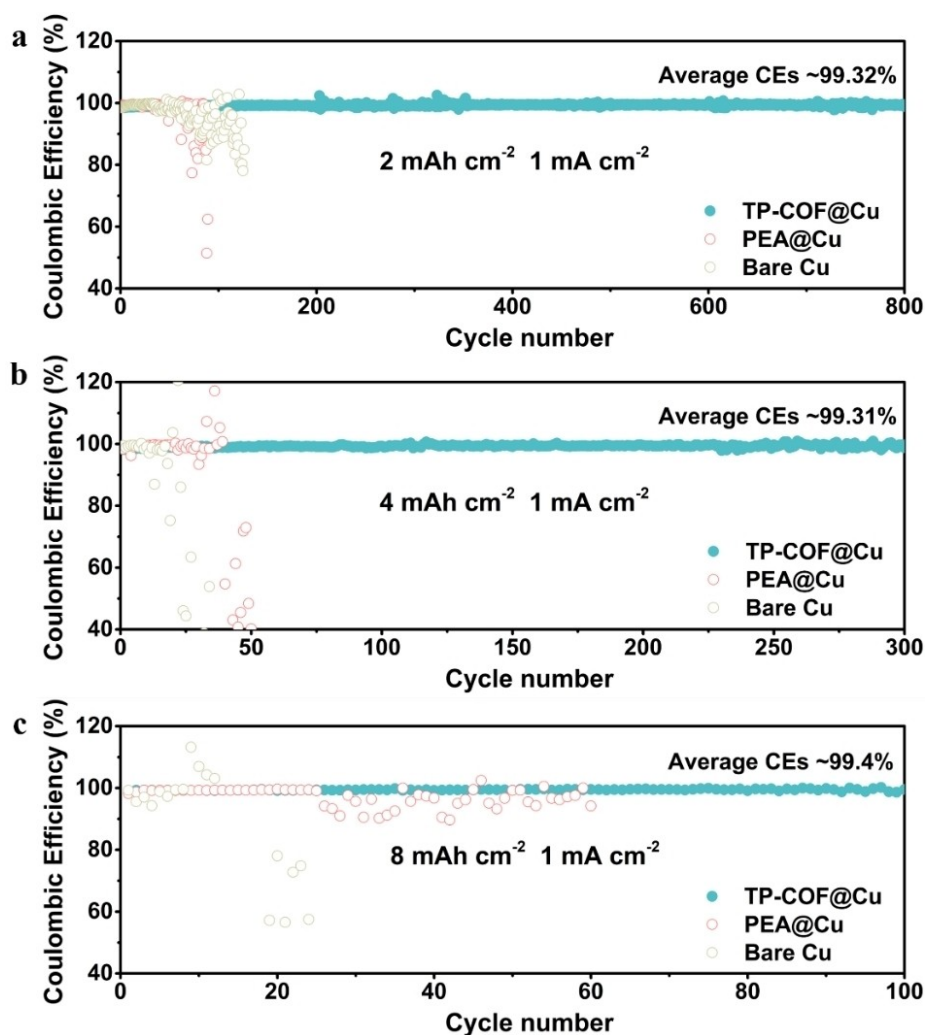 a
Coulombic Efficiency (%)
120
100
80
60
40
Average CEs ~99.32%
2 mAh cm⁻² 1 mA cm⁻²
TP-COF@Cu
PEA@Cu
Bare Cu
0 200 400 600 800
Cycle number
b
Coulombic Efficiency (%)
120
100
80
60
40
Average CEs ~99.31%
4 mAh cm⁻² 1 mA cm⁻²
TP-COF@Cu
PEA@Cu
Bare Cu
0 50 100 150 200 250 300
Cycle number
c
Coulombic Efficiency (%)
120
100
80
60
40
Average CEs ~99.4%
8 mAh cm⁻² 1 mA cm⁻²
TP-COF@Cu
PEA@Cu
Bare Cu
0 20 40 60 80 100
Cycle number